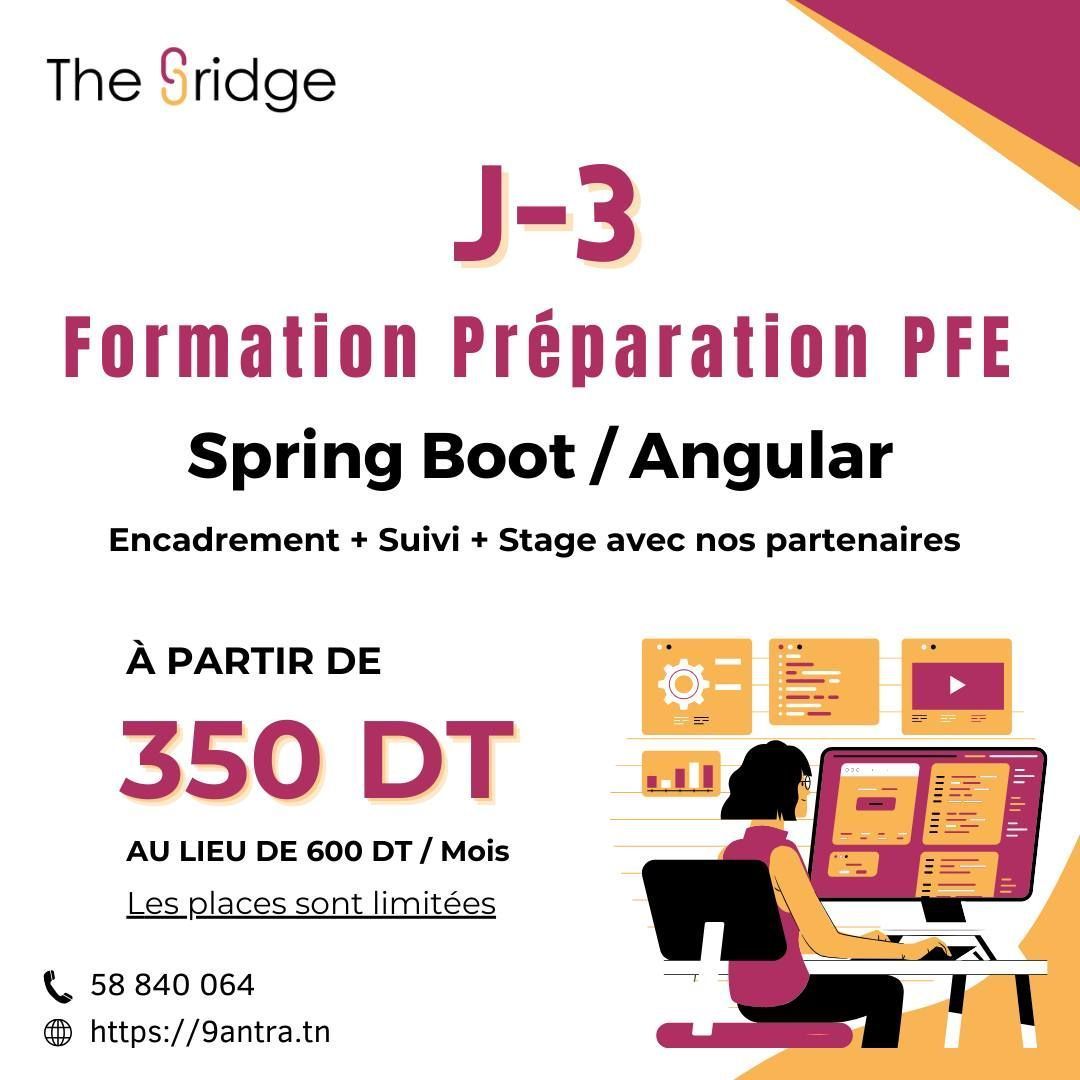 The Bridge
J-3
Formation Préparation PFE
Spring Boot / Angular
Encadrement + Suivi + Stage avec nos partenaires
À PARTIR DE
350 DT
AU LIEU DE 600 DT / Mois
Les places sont limitées
58 840 064
https://9antra.tn